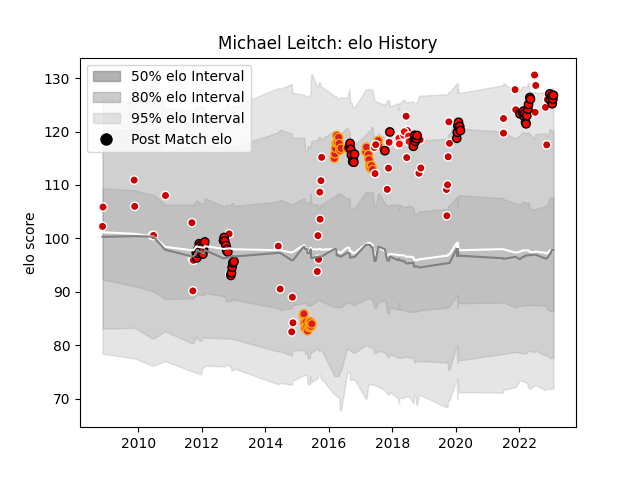 Michael Leitch: elo History
50% elo Interval
80% elo Interval
95% elo Interval
Post Match elo
elo score
130
120
110
100
90
80
70
2010
2012
2014
2016
2018
2020
2022